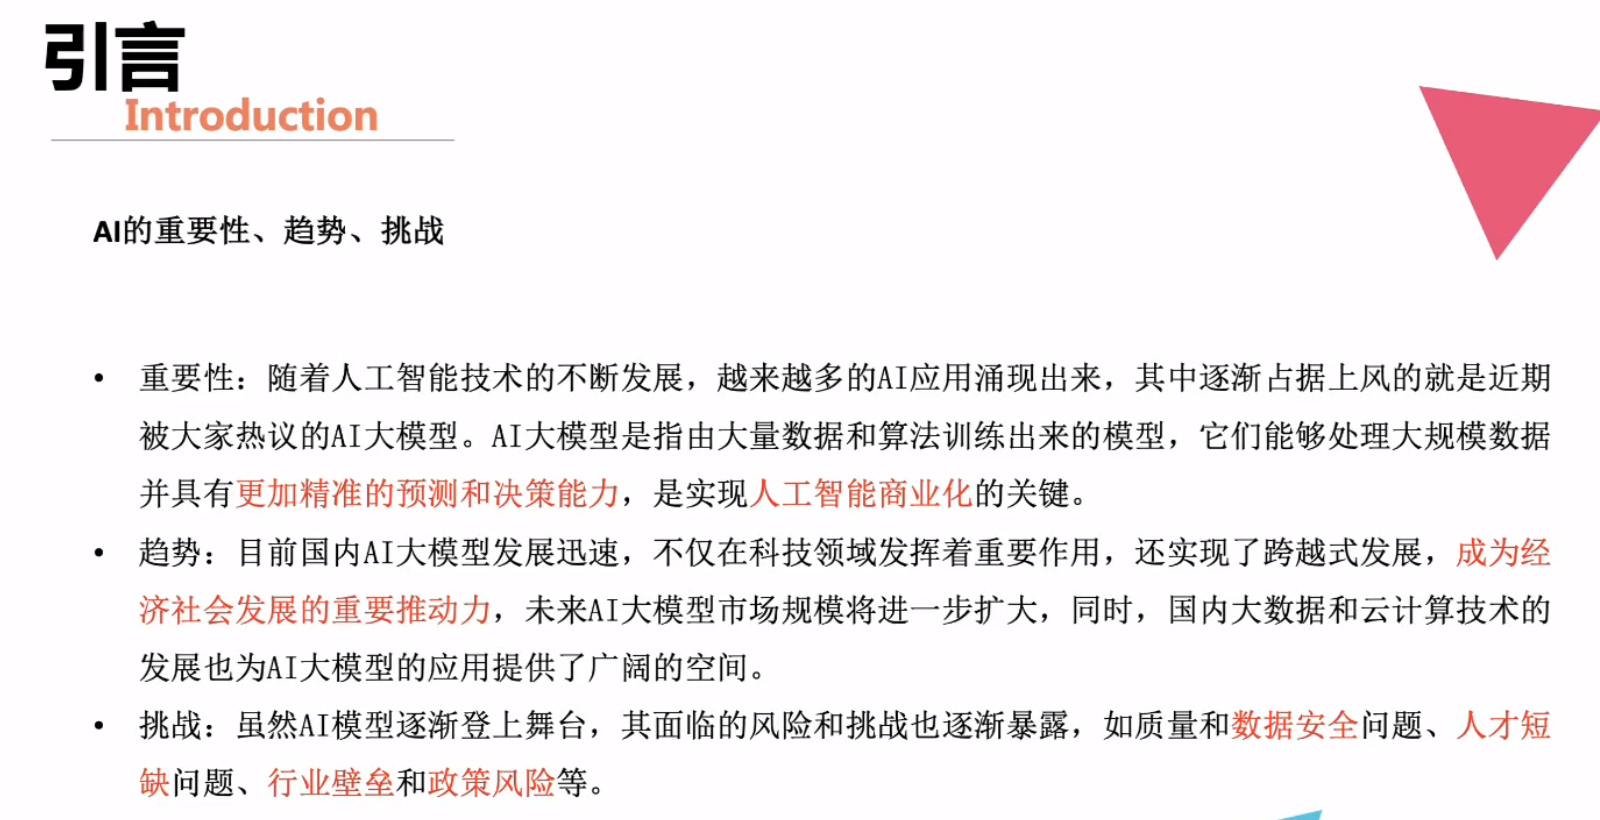 引言
Introduction
AI的重要性、趋势、挑战
• 重要性：随着人工智能技术的不断发展，越来越多的AI应用涌现出来，其中逐渐占据上风的就是近期
被大家热议的AI大模型。AI大模型是指由大量数据和算法训练出来的模型，它们能够处理大规模数据
并具有更加精准的预测和决策能力，是实现人工智能商业化的关键。
• 趋势：目前国内AI大模型发展迅速，不仅在科技领域发挥着重要作用，还实现了跨越式发展，成为经
济社会发展的重要推动力，未来AI大模型市场规模将进一步扩大，同时，国内大数据和云计算技术的
发展也为AI大模型的应用提供了广阔的空间。
• 挑战：虽然AI模型逐渐登上舞台，其面临的风险和挑战也逐渐暴露，如质量和数据安全问题、人才短
缺问题、行业壁垒和政策风险等。